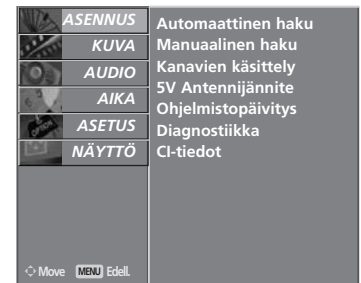 ASENNUS
KUVA
AUDIO
AIKA
ASETUS
NÄYTTÖ
Automaattinen haku
Manuaalinen haku
Kanavien käsittely
5V Antennijännite
Ohjelmistopäivitys
Diagnostiikka
CI-tiedot
Move MENU Edell.